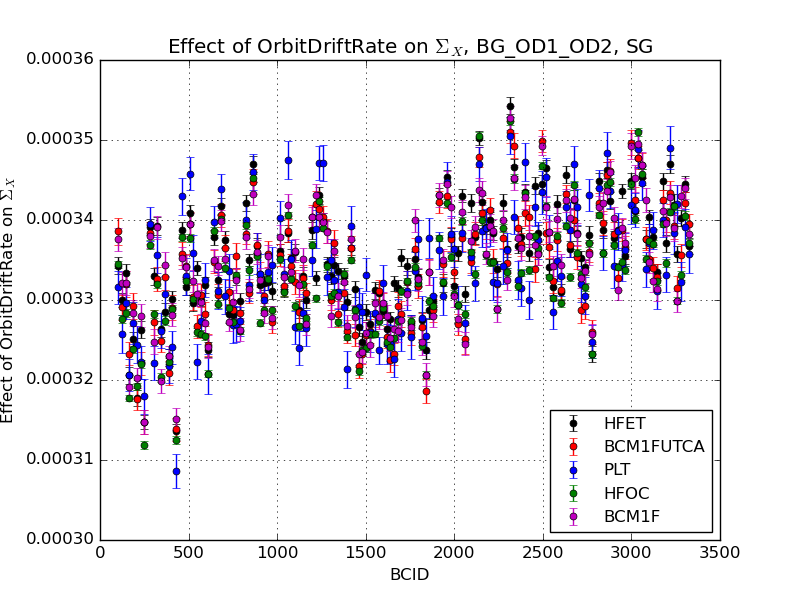 Effect of OrbitDriftRate on Σ_X, BG_OD1_OD2, SG
Effect of OrbitDriftRate on Σ_X
0.00036
0.00035
0.00034
0.00033
0.00032
0.00031
0.00030
HFET
BCM1FUTCA
PLT
HFOC
BCM1F
0 500 1000 1500 2000 2500 3000 3500
BCID